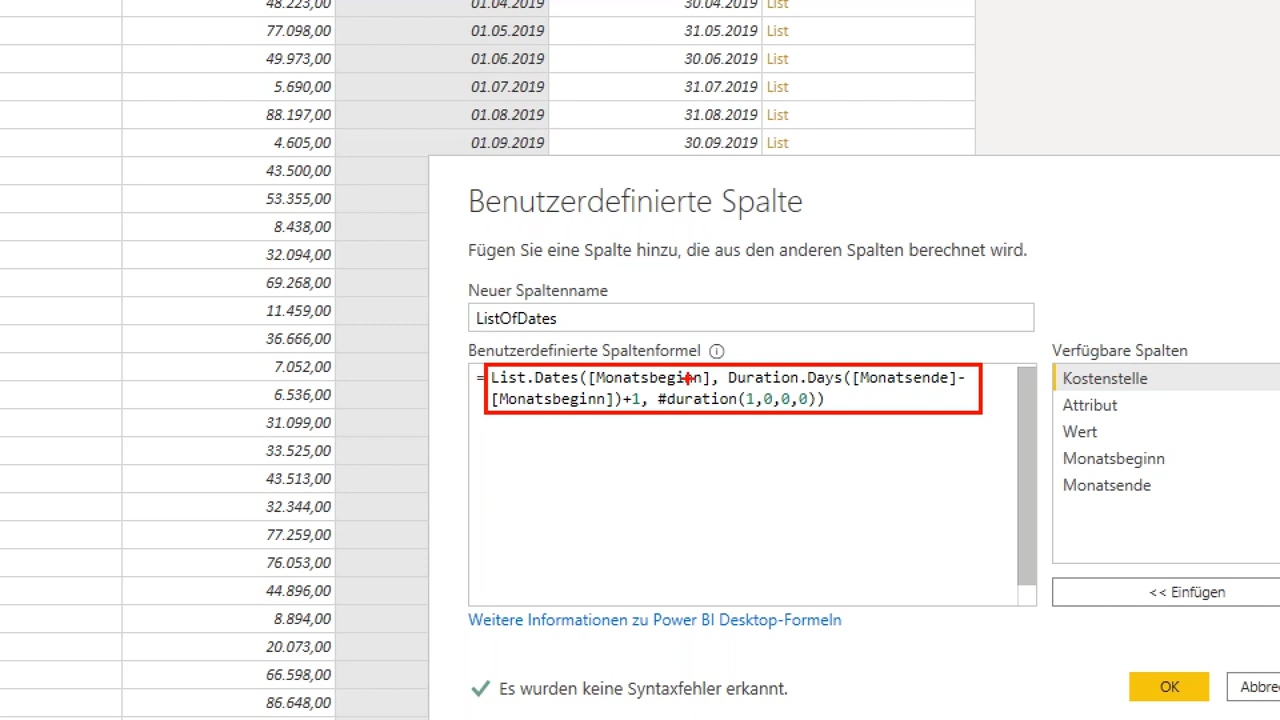 48.223,00 01.04.2019 30.04.2019 List
77.098,00 01.05.2019 31.05.2019 List
49.973,00 01.06.2019 30.06.2019 List
5.690,00 01.07.2019 31.07.2019 List
88.197,00 01.08.2019 31.08.2019 List
4.605,00 01.09.2019 30.09.2019 List
43.500,00
53.355,00
8.438,00
32.094,00
69.268,00
11.459,00
36.666,00
7.052,00
6.536,00
31.099,00
33.525,00
43.513,00
32.344,00
77.259,00
76.053,00
44.896,00
8.894,00
20.073,00
66.598,00
86.648,00
Benutzerdefinierte Spalte
Fügen Sie eine Spalte hinzu, die aus den anderen Spalten berechnet wird.
Neuer Spaltenname
ListOfDates
Benutzerdefinierte Spaltenformel
= List.Dates([Monatsbeginn], Duration.Days([Monatsende]-
[Monatsbeginn])+1, #duration(1,0,0,0))
Verfügbare Spalten
Kostenstelle
Attribut
Wert
Monatsbeginn
Monatsende
<< Einfügen
Weitere Informationen zu Power BI Desktop-Formeln
Es wurden keine Syntaxfehler erkannt.
OK
Abbre